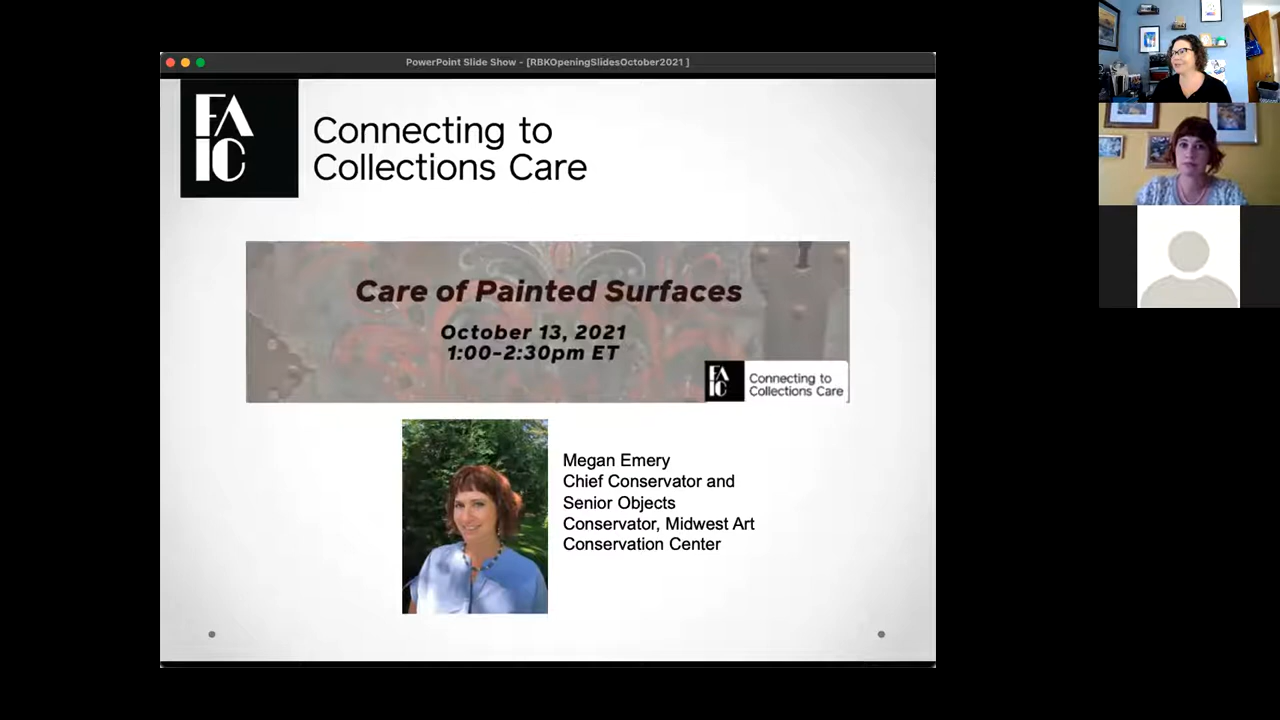 PowerPoint Slide Show - [RBKOpeningSlidesOctober2021 ]
FA
IC
Connecting to
Collections Care
Care of Painted Surfaces
October 13, 2021
1:00-2:30pm ET
FA
IC
Connecting to
Collections Care
Megan Emery
Chief Conservator and
Senior Objects
Conservator, Midwest Art
Conservation Center